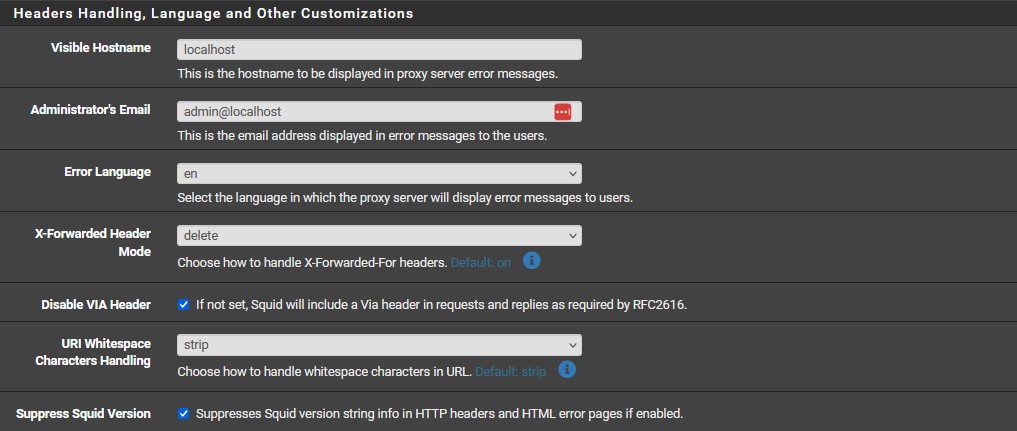 Headers Handling, Language and Other Customizations
Visible Hostname
localhost
This is the hostname to be displayed in proxy server error messages.
Administrator's Email
admin@localhost
This is the email address displayed in error messages to the users.
Error Language
en
Select the language in which the proxy server will display error messages to users.
X-Forwarded Header
Mode
delete
Choose how to handle X-Forwarded-For headers. Default: on
Disable VIA Header
If not set, Squid will include a Via header in requests and replies as required by RFC2616.
URI Whitespace
Characters Handling
strip
Choose how to handle whitespace characters in URL. Default: strip
Suppress Squid Version
Suppresses Squid version string info in HTTP headers and HTML error pages if enabled.